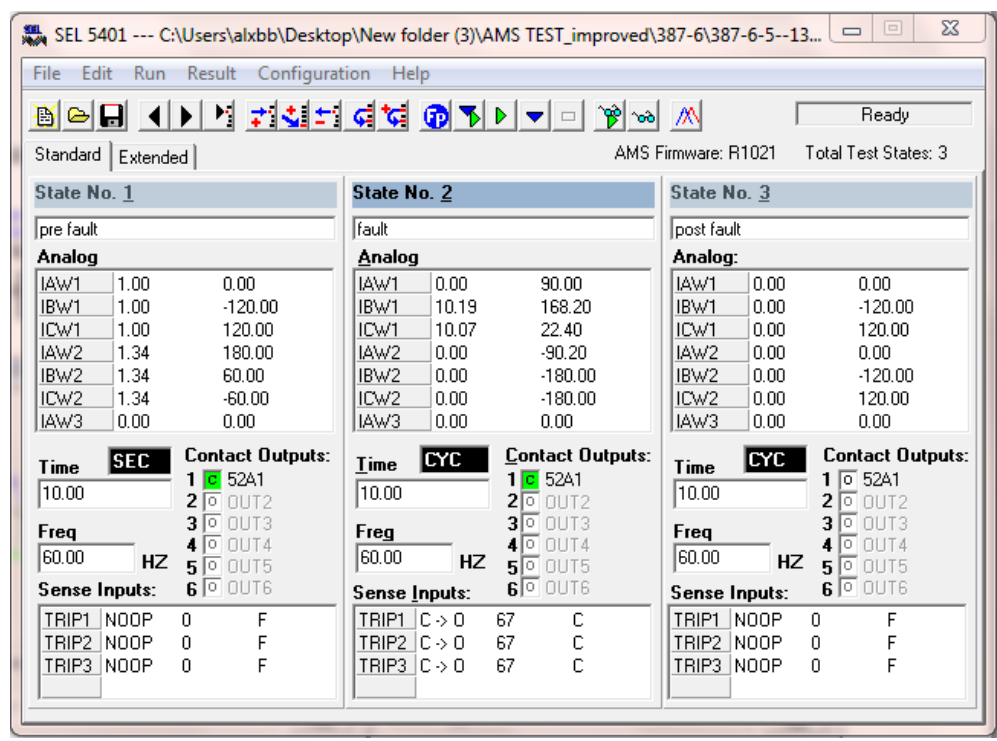 SEL 5401 --- C:\Users\alxbb\Desktop\New folder (3)\AMS TEST_improved\387-6\387-6-5--13...
File Edit Run Result Configuration Help
Ready
Standard Extended AMS Firmware: R1021 Total Test States: 3
State No. 1
pre fault
Analog
IAW1 1.00 0.00
IBW1 1.00 -120.00
ICW1 1.00 120.00
IAW2 1.34 180.00
IBW2 1.34 60.00
ICW2 1.34 -60.00
IAW3 0.00 0.00
Time SEC
10.00
Freq
60.00 HZ
Contact Outputs:
1 C 52A1
2 O OUT2
3 O OUT3
4 O OUT4
5 O OUT5
6 O OUT6
Sense Inputs:
TRIP1 NOOP 0 F
TRIP2 NOOP 0 F
TRIP3 NOOP 0 F
State No. 2
fault
Analog
IAW1 0.00 90.00
IBW1 10.19 168.20
ICW1 10.07 22.40
IAW2 0.00 -90.20
IBW2 0.00 -180.00
ICW2 0.00 -180.00
IAW3 0.00 0.00
Time CYC
10.00
Freq
60.00 HZ
Contact Outputs:
1 C 52A1
2 O OUT2
3 O OUT3
4 O OUT4
5 O OUT5
6 O OUT6
Sense Inputs:
TRIP1 C -> O 67 C
TRIP2 C -> O 67 C
TRIP3 C -> O 67 C
State No. 3
post fault
Analog:
IAW1 0.00 0.00
IBW1 0.00 -120.00
ICW1 0.00 120.00
IAW2 0.00 0.00
IBW2 0.00 -120.00
ICW2 0.00 120.00
IAW3 0.00 0.00
Time CYC
10.00
Freq
60.00 HZ
Contact Outputs:
1 O 52A1
2 O OUT2
3 O OUT3
4 O OUT4
5 O OUT5
6 O OUT6
Sense Inputs:
TRIP1 NOOP 0 F
TRIP2 NOOP 0 F
TRIP3 NOOP 0 F